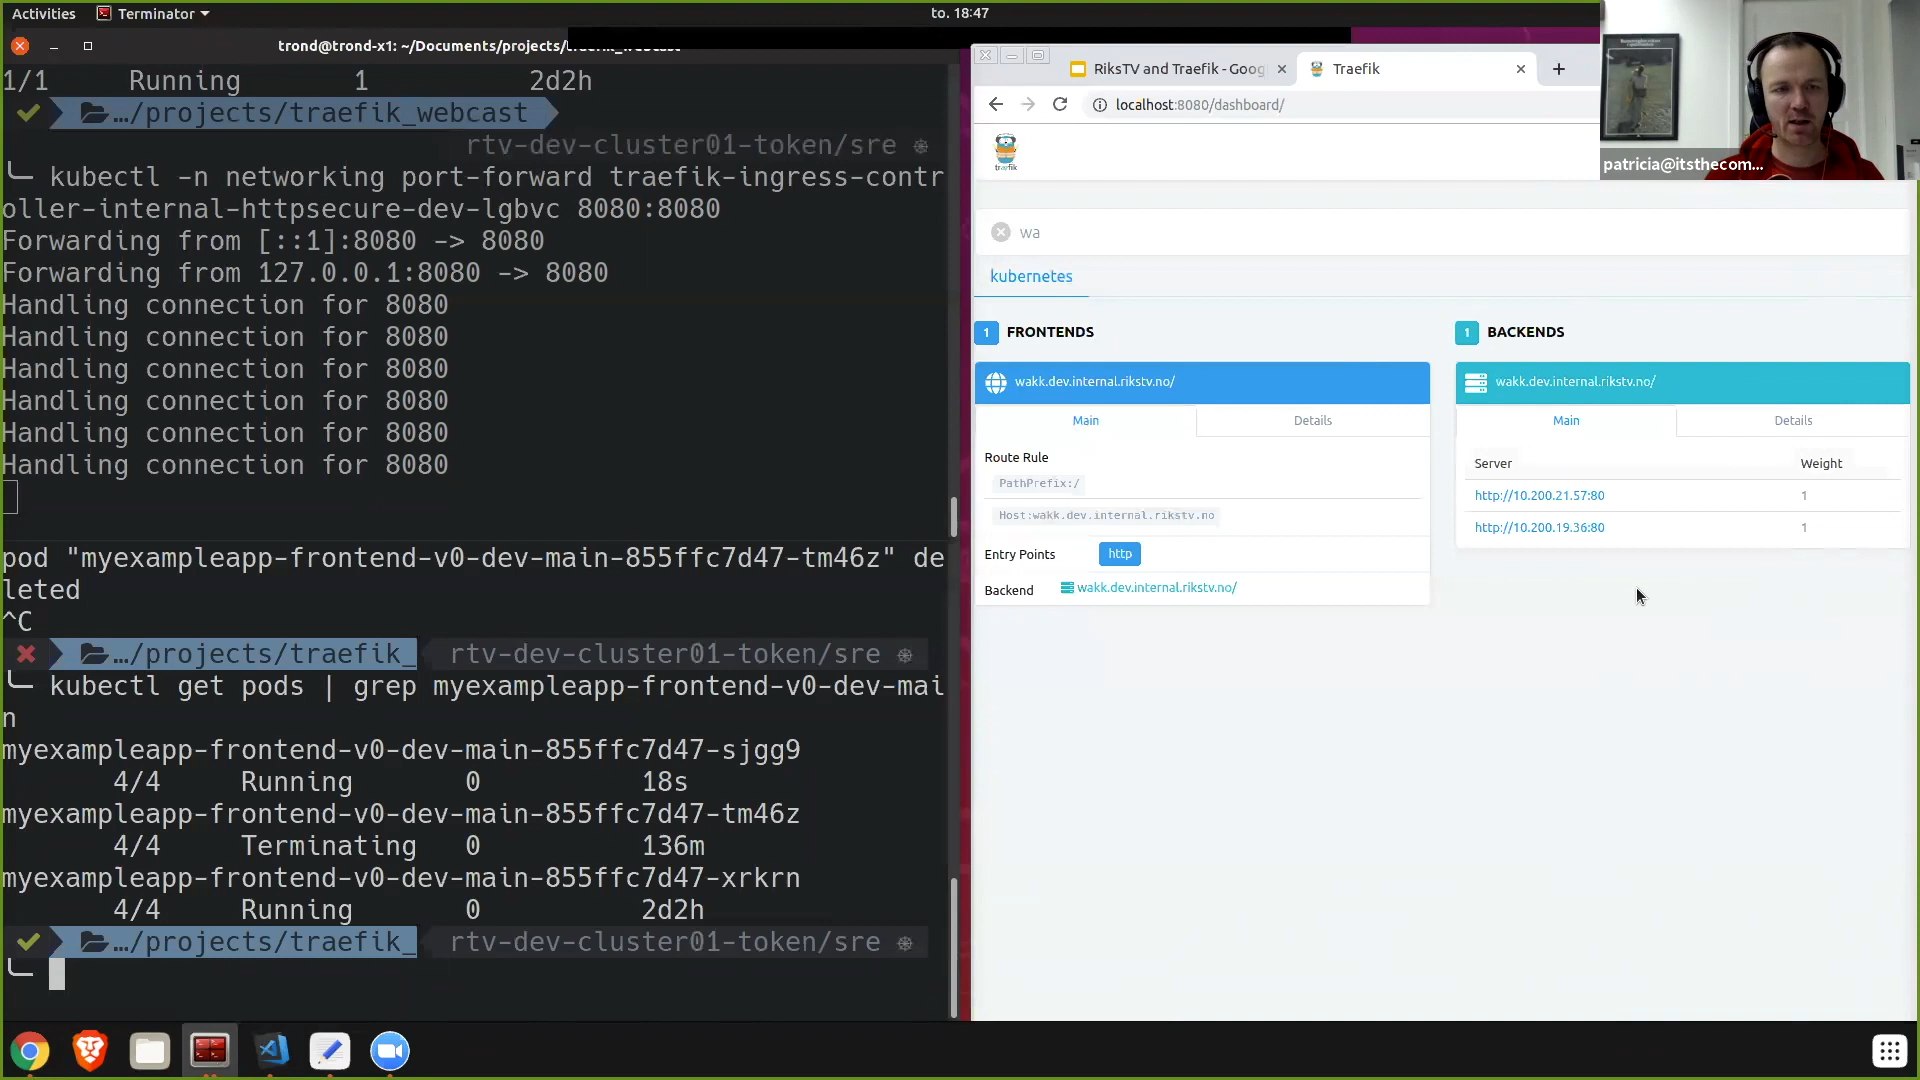 Activities
Terminator
to. 18:47
trond@trond-x1: ~/Documents/projects/traefik_webcast
1/1 Running 1 2d2h
…/projects/traefik_webcast
rtv-dev-cluster01-token/sre
kubectl -n networking port-forward traefik-ingress-contr
oller-internal-httpsecure-dev-lgbvc 8080:8080
Forwarding from [::1]:8080 -> 8080
Forwarding from 127.0.0.1:8080 -> 8080
Handling connection for 8080
Handling connection for 8080
Handling connection for 8080
Handling connection for 8080
Handling connection for 8080
Handling connection for 8080
pod "myexampleapp-frontend-v0-dev-main-855ffc7d47-tm46z" de
leted
^C
…/projects/traefik_ rtv-dev-cluster01-token/sre
kubectl get pods | grep myexampleapp-frontend-v0-dev-mai
n
myexampleapp-frontend-v0-dev-main-855ffc7d47-sjgg9
4/4 Running 0 18s
myexampleapp-frontend-v0-dev-main-855ffc7d47-tm46z
4/4 Terminating 0 136m
myexampleapp-frontend-v0-dev-main-855ffc7d47-xrkrn
4/4 Running 0 2d2h
…/projects/traefik_ rtv-dev-cluster01-token/sre
RiksTV and Traefik - Goog
Traefik
localhost:8080/dashboard/
træfik
patricia@itsthecom...
wa
kubernetes
1 FRONTENDS
wakk.dev.internal.rikstv.no/
Main Details
Route Rule
PathPrefix:/
Host:wakk.dev.internal.rikstv.no
Entry Points http
Backend wakk.dev.internal.rikstv.no/
1 BACKENDS
wakk.dev.internal.rikstv.no/
Main Details
Server Weight
http://10.200.21.57:80 1
http://10.200.19.36:80 1